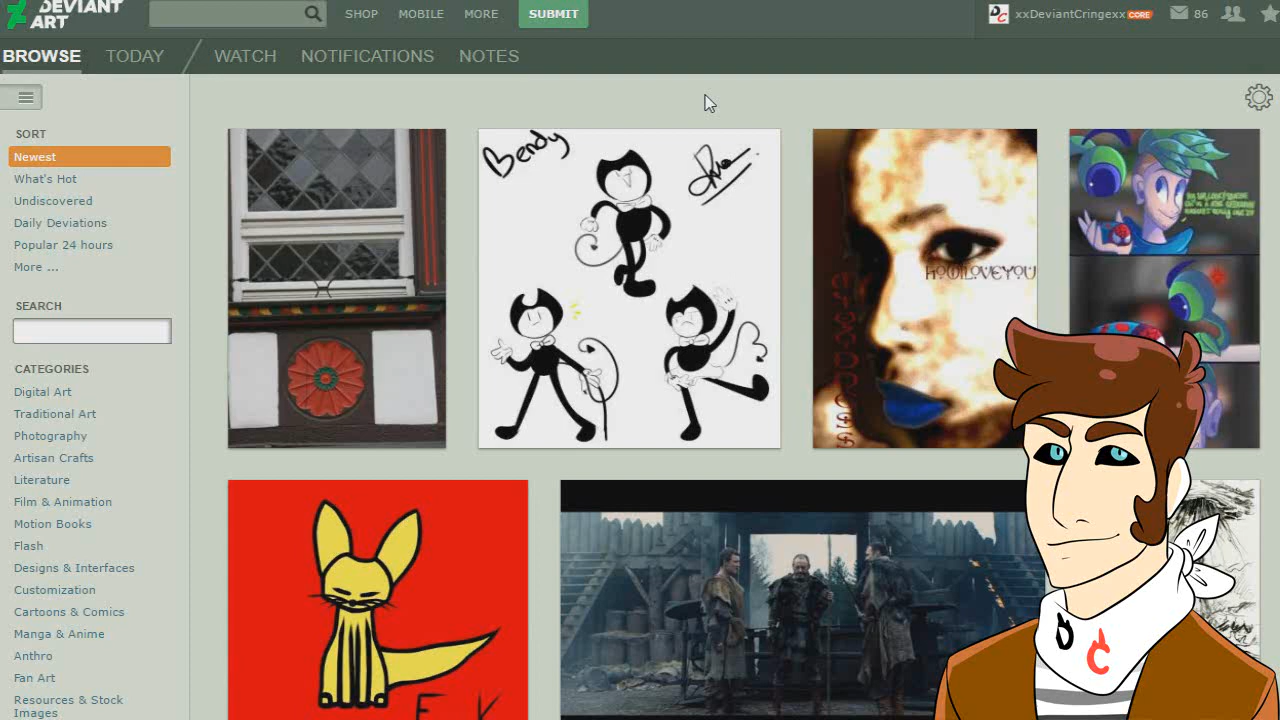 DEVIANT
ART
SHOP
MOBILE
MORE
SUBMIT
xxDeviantCringexx CORE
86
BROWSE
TODAY
WATCH
NOTIFICATIONS
NOTES
SORT
Newest
What's Hot
Undiscovered
Daily Deviations
Popular 24 hours
More ...
SEARCH
CATEGORIES
Digital Art
Traditional Art
Photography
Artisan Crafts
Literature
Film & Animation
Motion Books
Flash
Designs & Interfaces
Customization
Cartoons & Comics
Manga & Anime
Anthro
Fan Art
Resources & Stock
Images
Bendy
HOWILOVEYOU
E K
D
C